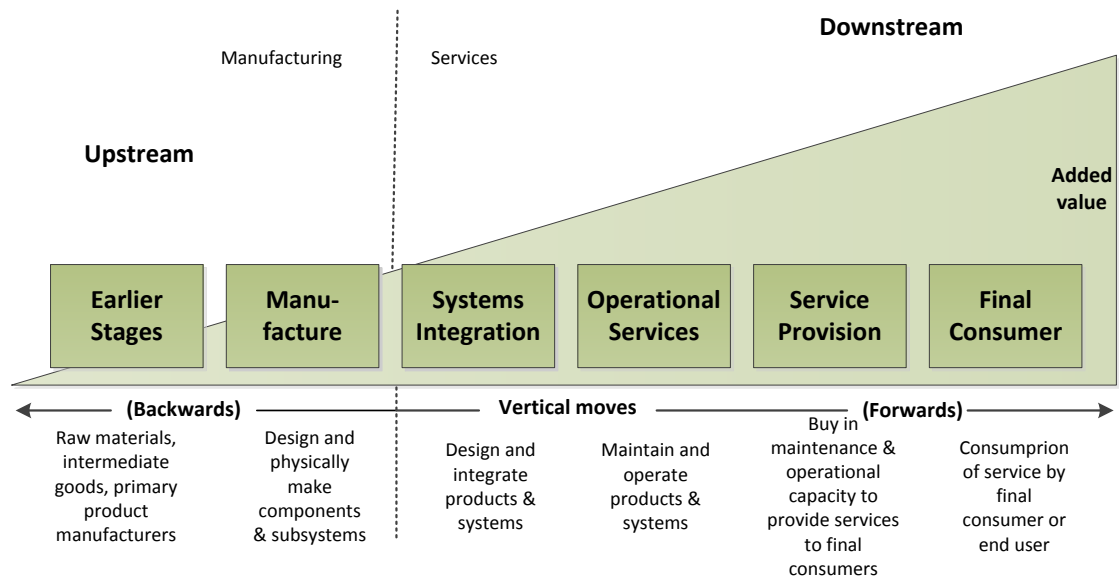 Downstream
Manufacturing
Services
Upstream
Added
value
Earlier
Stages
Manu-
facture
Systems
Integration
Operational
Services
Service
Provision
Final
Consumer
(Backwards)
Vertical moves
(Forwards)
Raw materials,
intermediate
goods, primary
product
manufacturers
Design and
physically
make
components
& subsystems
Design and
integrate
products &
systems
Maintain and
operate
products &
systems
Buy in
maintenance &
operational
capacity to
provide services
to final
consumers
Consumprion
of service by
final
consumer or
end user